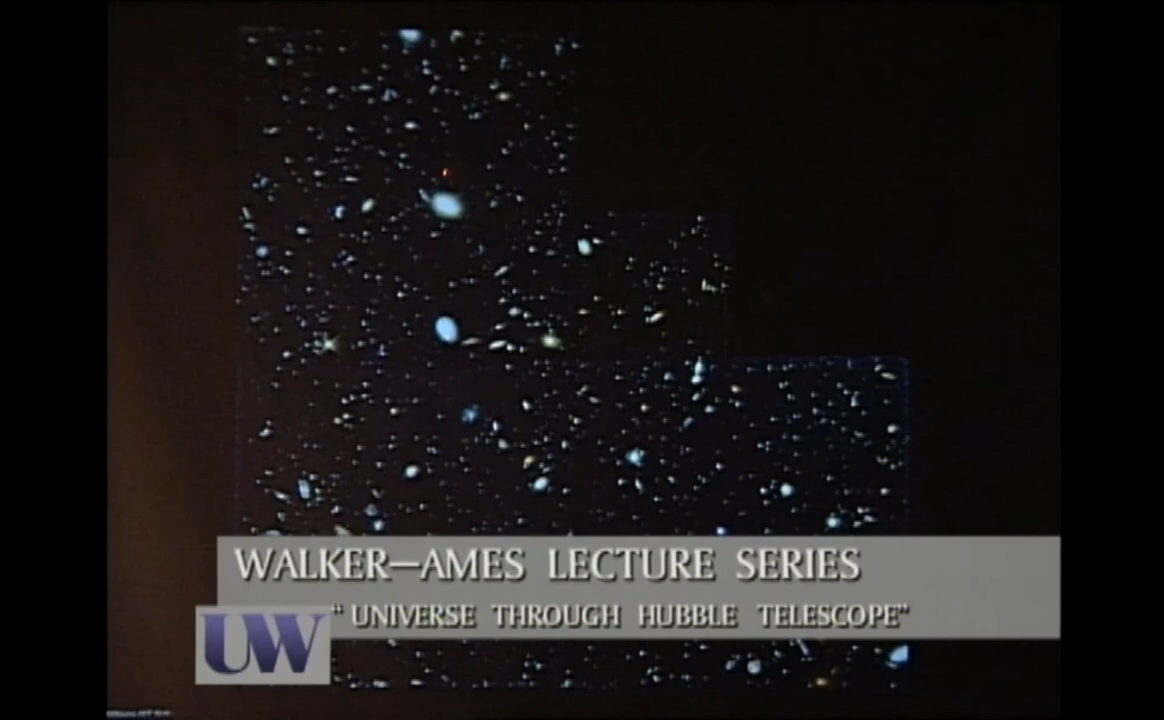 WALKER—AMES LECTURE SERIES
" UNIVERSE THROUGH HUBBLE TELESCOPE"
UW